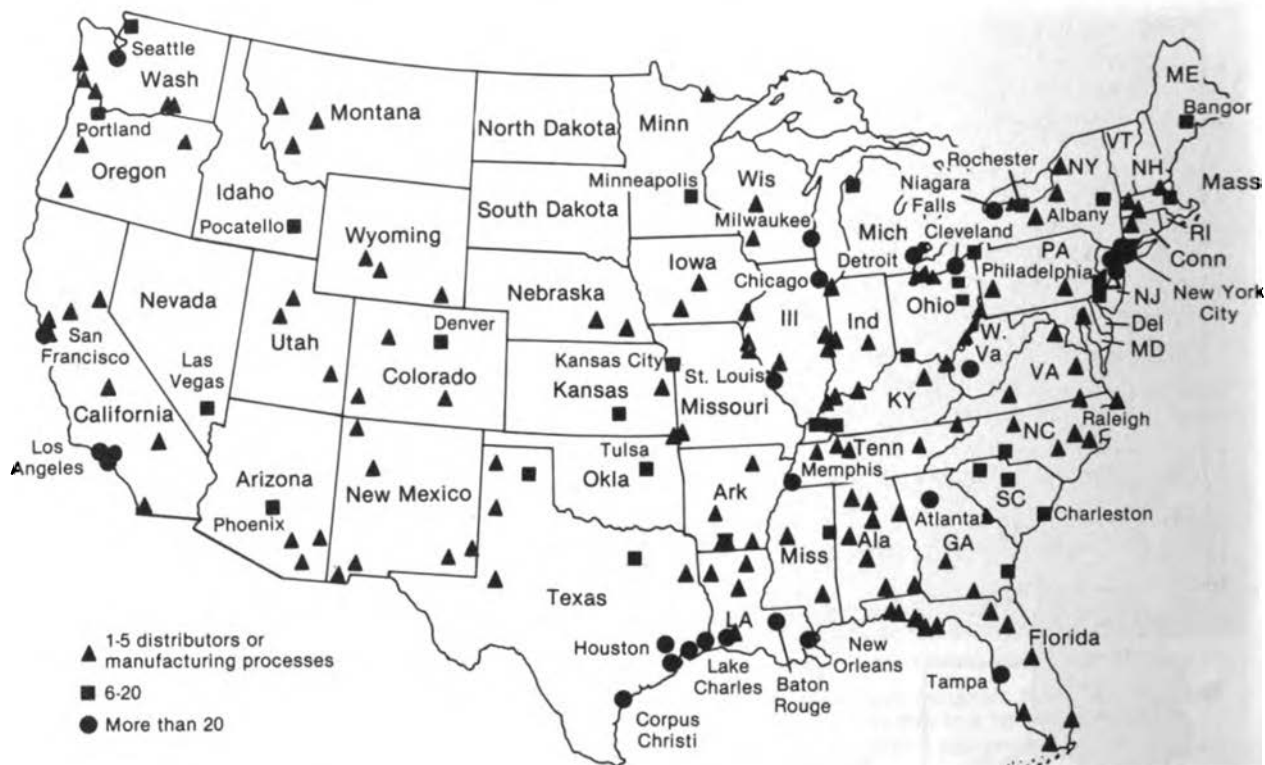 Seattle
Wash
Portland
Oregon
Montana
Idaho
Pocatello
Wyoming
North Dakota
South Dakota
Minn
Minneapolis
Wis
Milwaukee
Mich
Detroit
Chicago
Iowa
Nebraska
Nevada
Utah
Denver
Colorado
Kansas City
Kansas
St. Louis
Missouri
Ill
Ind
Ohio
Cleveland
Niagara
Falls
Rochester
NY
Albany
VT
NH
ME
Bangor
Mass
RI
Conn
New York
City
PA
Philadelphia
NJ
Del
MD
W.
Va
VA
KY
San
Francisco
Las
Vegas
California
Los
Angeles
Arizona
Phoenix
New Mexico
Tulsa
Okla
Ark
Tenn
Memphis
NC
Raleigh
SC
Charleston
Atlanta
GA
Ala
Miss
LA
Texas
Houston
Corpus
Christi
Lake
Charles
Baton
Rouge
New
Orleans
Tampa
Florida
1-5 distributors or
manufacturing processes
6-20
More than 20